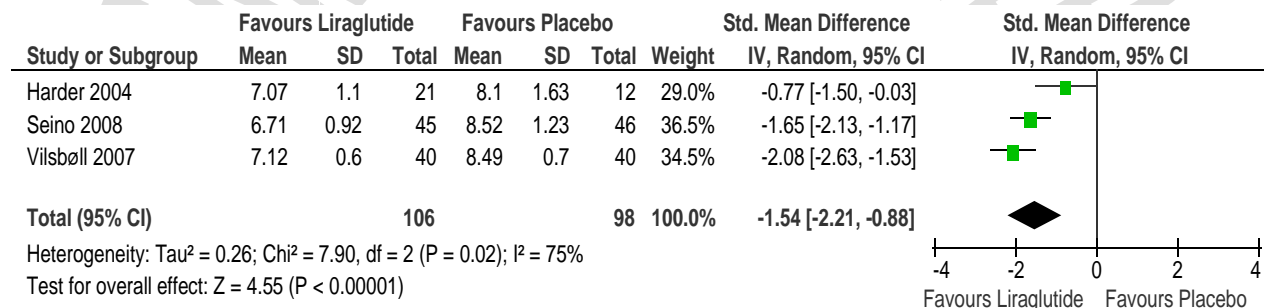 Favours Liraglutide Favours Placebo Std. Mean Difference Std. Mean Difference
Study or Subgroup Mean SD Total Mean SD Total Weight IV, Random, 95% CI IV, Random, 95% CI
Harder 2004 7.07 1.1 21 8.1 1.63 12 29.0% -0.77 [-1.50, -0.03]
Seino 2008 6.71 0.92 45 8.52 1.23 46 36.5% -1.65 [-2.13, -1.17]
Vilsbøll 2007 7.12 0.6 40 8.49 0.7 40 34.5% -2.08 [-2.63, -1.53]
Total (95% CI) 106 98 100.0% -1.54 [-2.21, -0.88]
Heterogeneity: Tau² = 0.26; Chi² = 7.90, df = 2 (P = 0.02); I² = 75%
Test for overall effect: Z = 4.55 (P < 0.00001)
-4 -2 0 2 4
Favours Liraglutide Favours Placebo